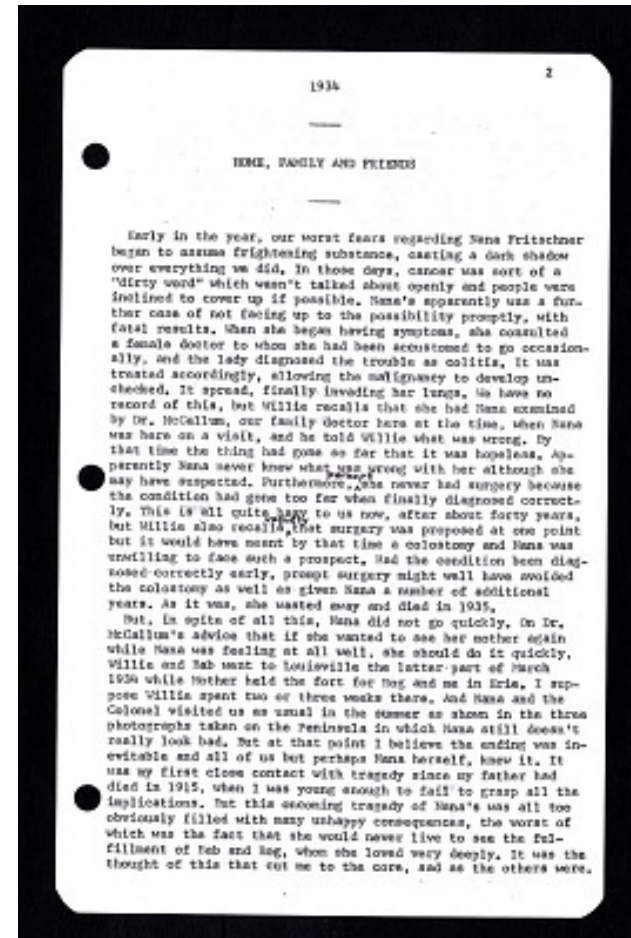 2
1934
HOME, FAMILY AND FRIENDS
Early in the year, our worst fears regarding Nana Fritschner
began to assume frightening substance, casting a dark shadow
over everything we did. In those days, cancer was sort of a
"dirty word" which wasn't talked about openly and people were
inclined to cover up if possible. Nana's apparently was a fur-
ther case of not facing up to the possibility promptly, with
fatal results. When she began having symptoms, she consulted
a female doctor to whom she had been accustomed to go occasion-
ally, and the lady diagnosed the trouble as colitis. It was
treated accordingly, allowing the malignancy to develop un-
checked. It spread, finally invading her lungs. We have no
record of this, but Willie recalls that she had Nana examined
by Dr. McCallum, our family doctor here at the time, when Nana
was here on a visit, and he told Willie what was wrong. By
that time the thing had gone so far that it was hopeless. Ap-
parently Nana never knew what was wrong with her although she
may have suspected. Furthermore, she never had surgery because
the condition had gone too far when finally diagnosed correct-
ly. This is all quite hazy to us now, after about forty years,
but Willie also recalls that surgery was proposed at one point
but it would have meant by that time a colostomy and Nana was
unwilling to face such a prospect. Had the condition been diag-
nosed correctly early, prompt surgery might well have avoided
the colostomy as well as given Nana a number of additional
years. As it was, she wasted away and died in 1935.
But, in spite of all this, Nana did not go quickly. On Dr.
McCallum's advice that if she wanted to see her mother again
while Nana was feeling at all well, she should do it quickly,
Willie and Bab went to Louisville the latter part of March
1934 while Mother held the fort for Hog and me in Erie. I sup-
pose Willie spent two or three weeks there. And Nana and the
Colonel visited us as usual in the summer as shown in the three
photographs taken on the Peninsula in which Nana still doesn't
really look bad. But at that point I believe the ending was in-
evitable and all of us but perhaps Nana herself, knew it. It
was my first close contact with tragedy since my father had
died in 1915, when I was young enough to fail to grasp all the
implications. But this oncoming tragedy of Nana's was all too
obviously filled with many unhappy consequences, the worst of
which was the fact that she would never live to see the ful-
fillment of Bab and Hog, whom she loved very deeply. It was the
thought of this that cut me to the core, sad as the others were.